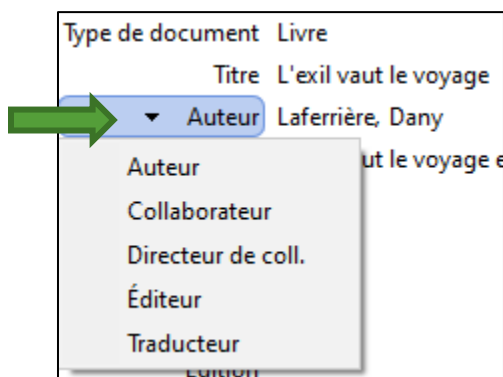 Type de document Livre
Titre L'exil vaut le voyage
Auteur Laferrière, Dany
ut le voyage e
Auteur
Collaborateur
Directeur de coll.
Éditeur
Traducteur
Edition